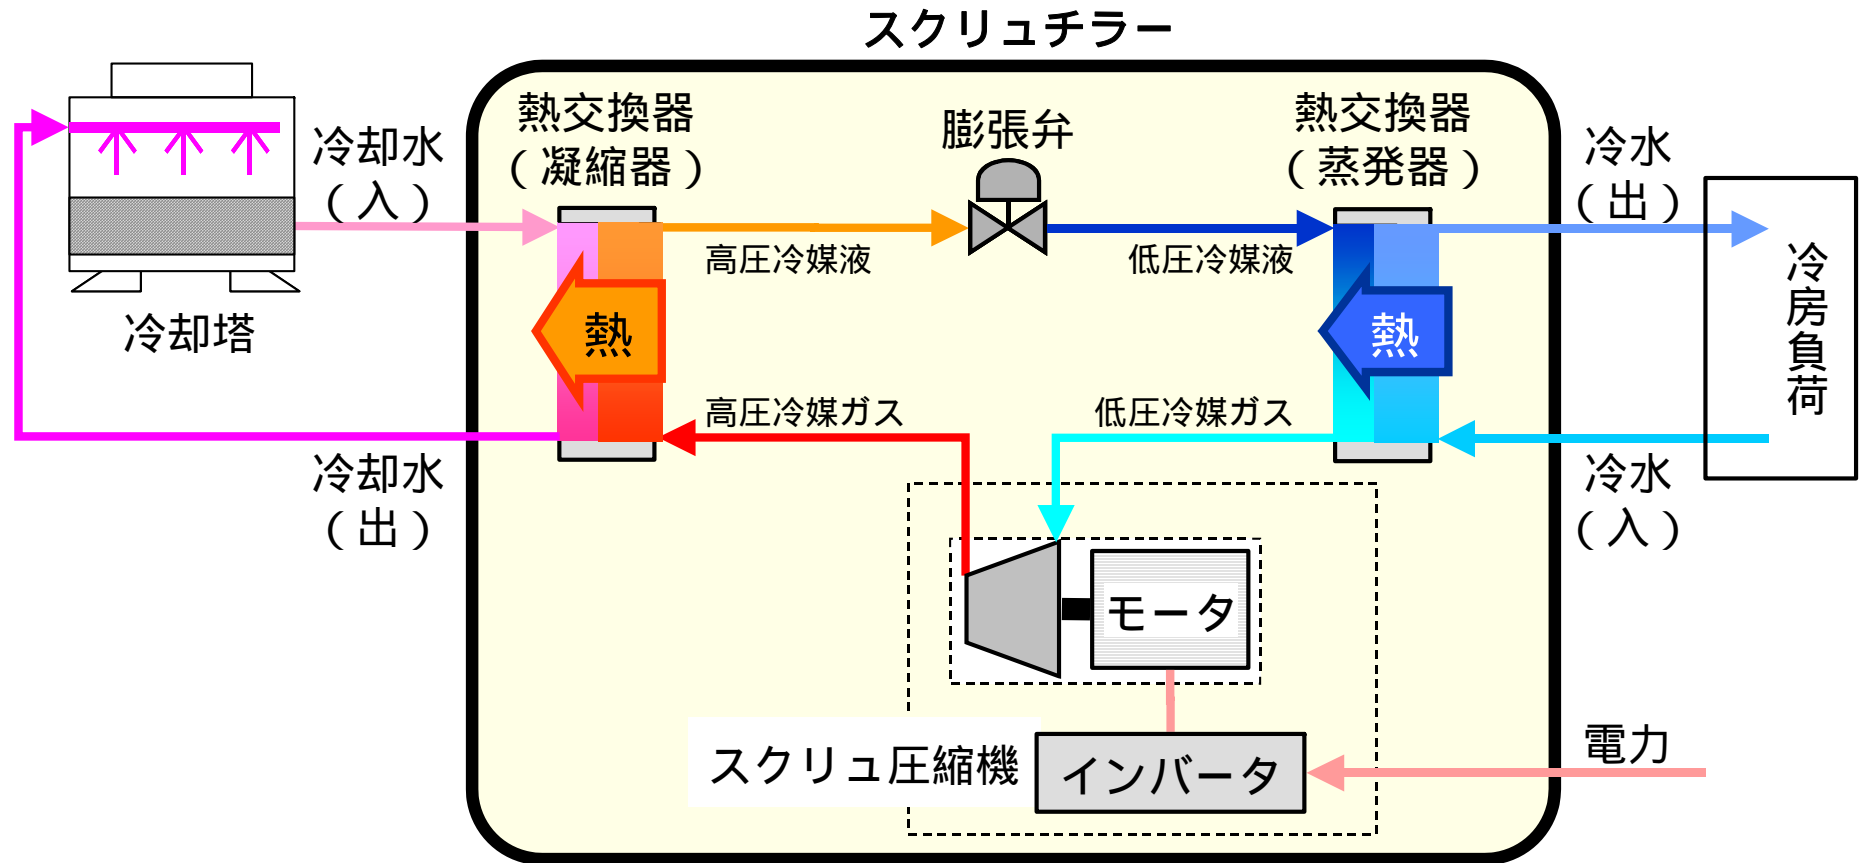 スクリュチラー
熱交換器
（凝縮器）
膨張弁
熱交換器
（蒸発器）
冷却水
（入）
冷水
（出）
高圧冷媒液
低圧冷媒液
冷房負荷
冷却塔
熱
熱
高圧冷媒ガス
低圧冷媒ガス
冷却水
（出）
冷水
（入）
モータ
スクリュ圧縮機
インバータ
電力